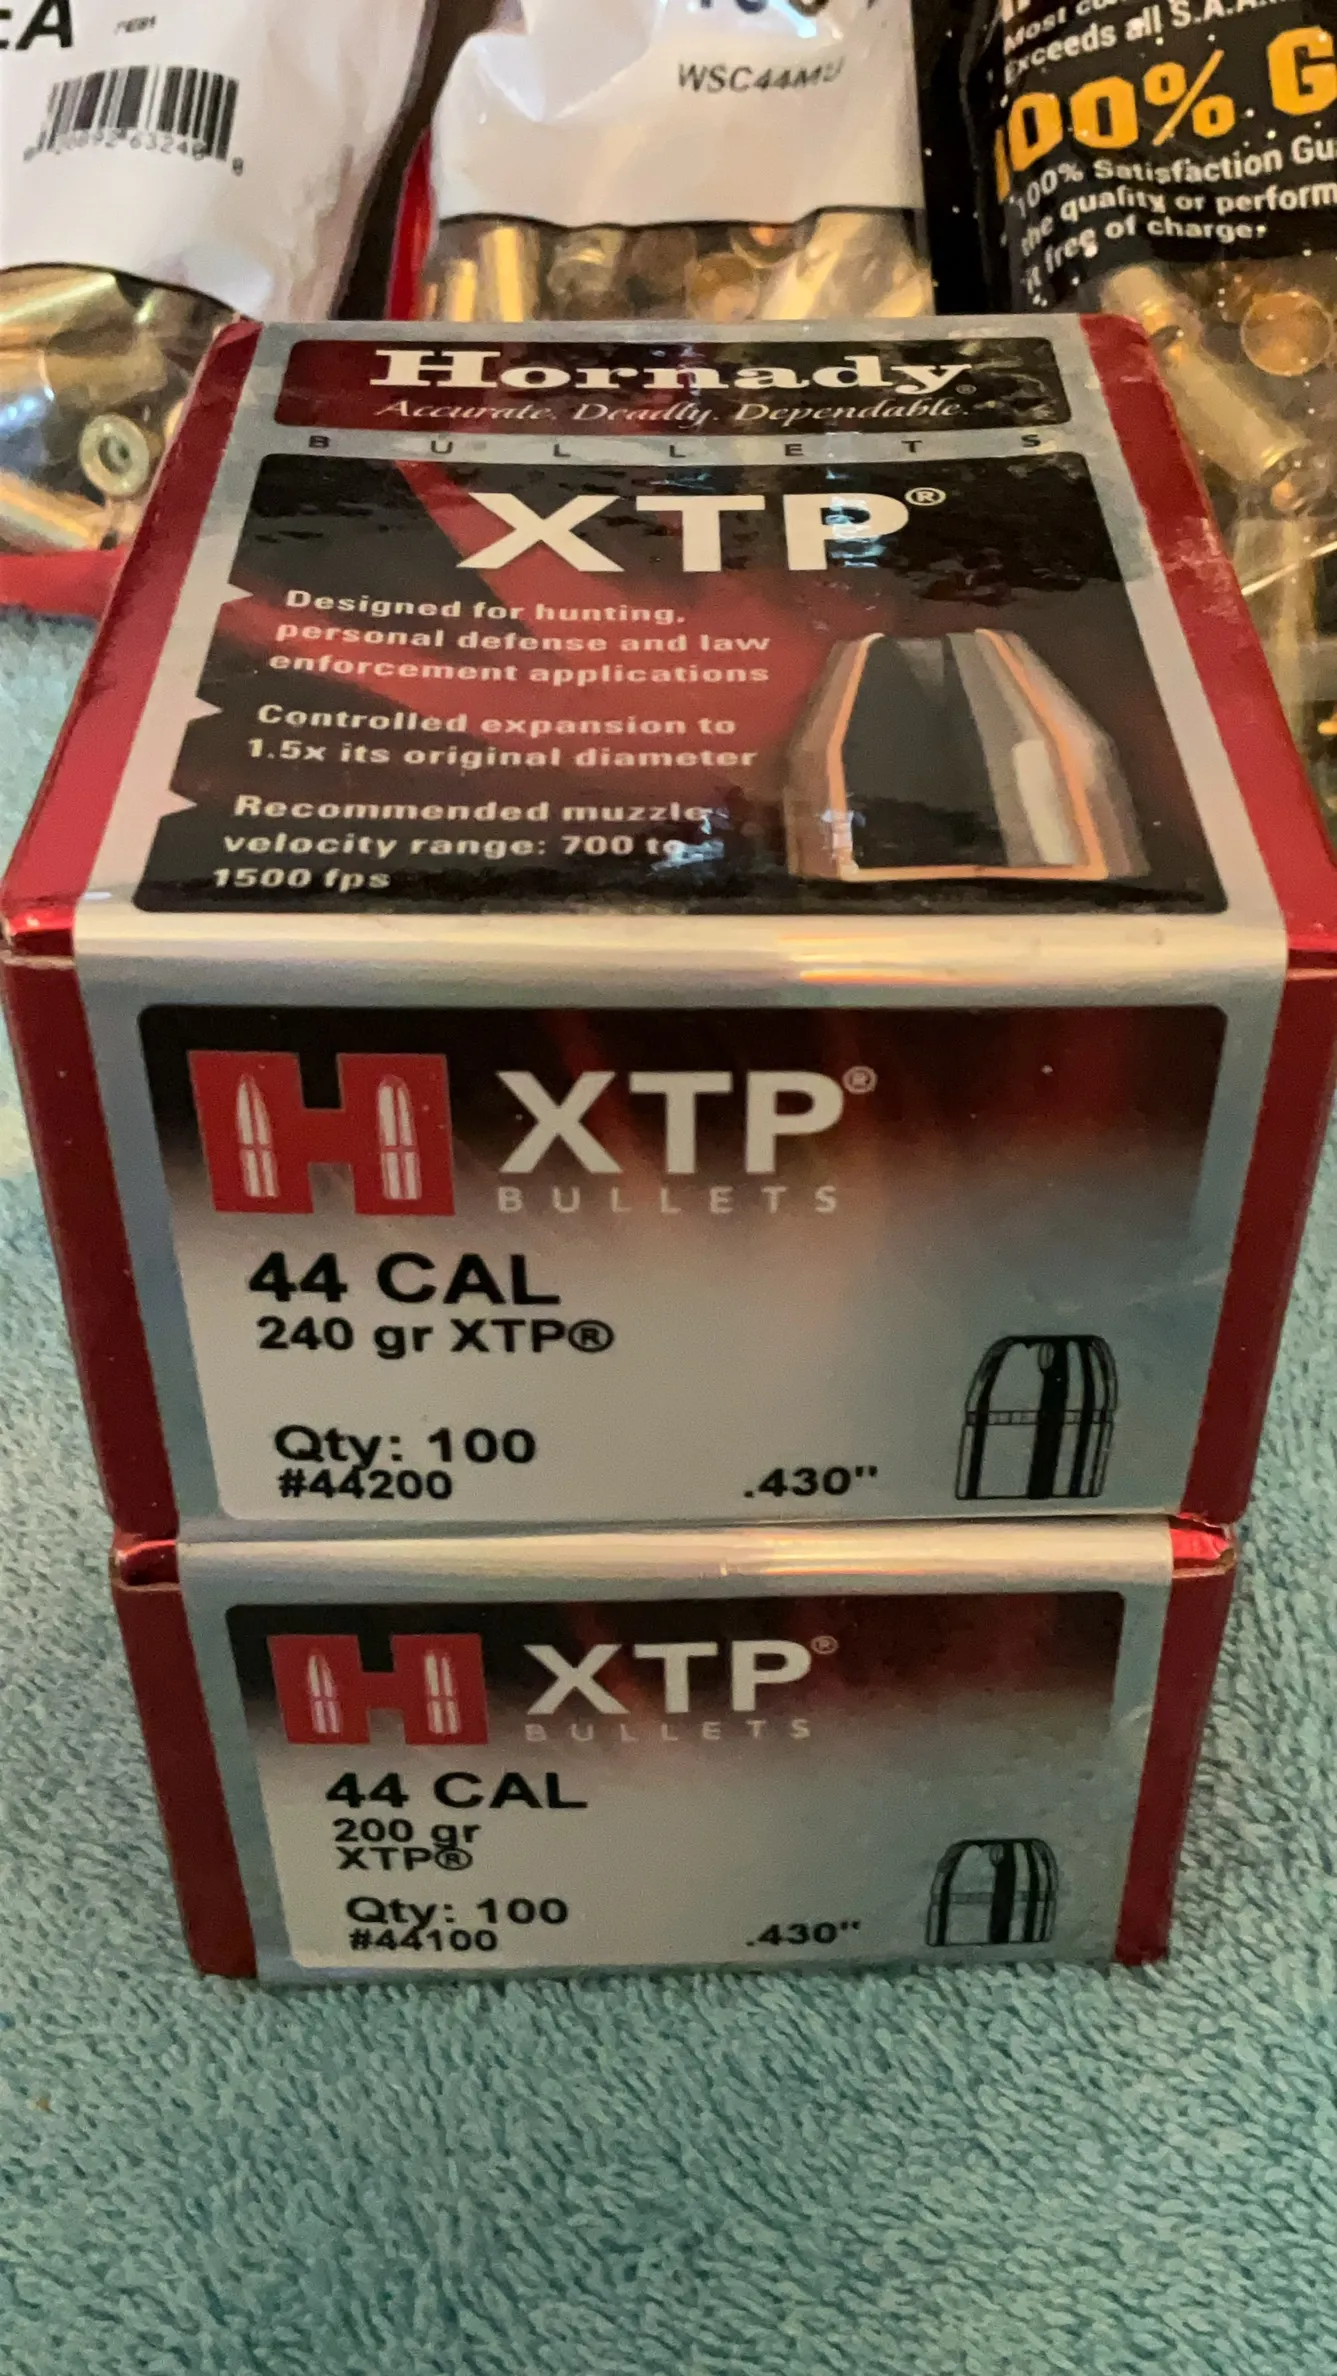 WSC44MU
Exceeds all S.A.A.
100% G
100% Satisfaction Gu
the quality or perform
it free of charge.
Hornady®
Accurate. Deadly. Dependable.
BULLETS
XTP®
Designed for hunting,
personal defense and law
enforcement applications
Controlled expansion to
1.5x its original diameter
Recommended muzzle
velocity range: 700 to
1500 fps
H XTP®
BULLETS
44 CAL
240 gr XTP®
Qty: 100
#44200
.430"
H XTP®
BULLETS
44 CAL
200 gr
XTP®
Qty: 100
#44100
.430"